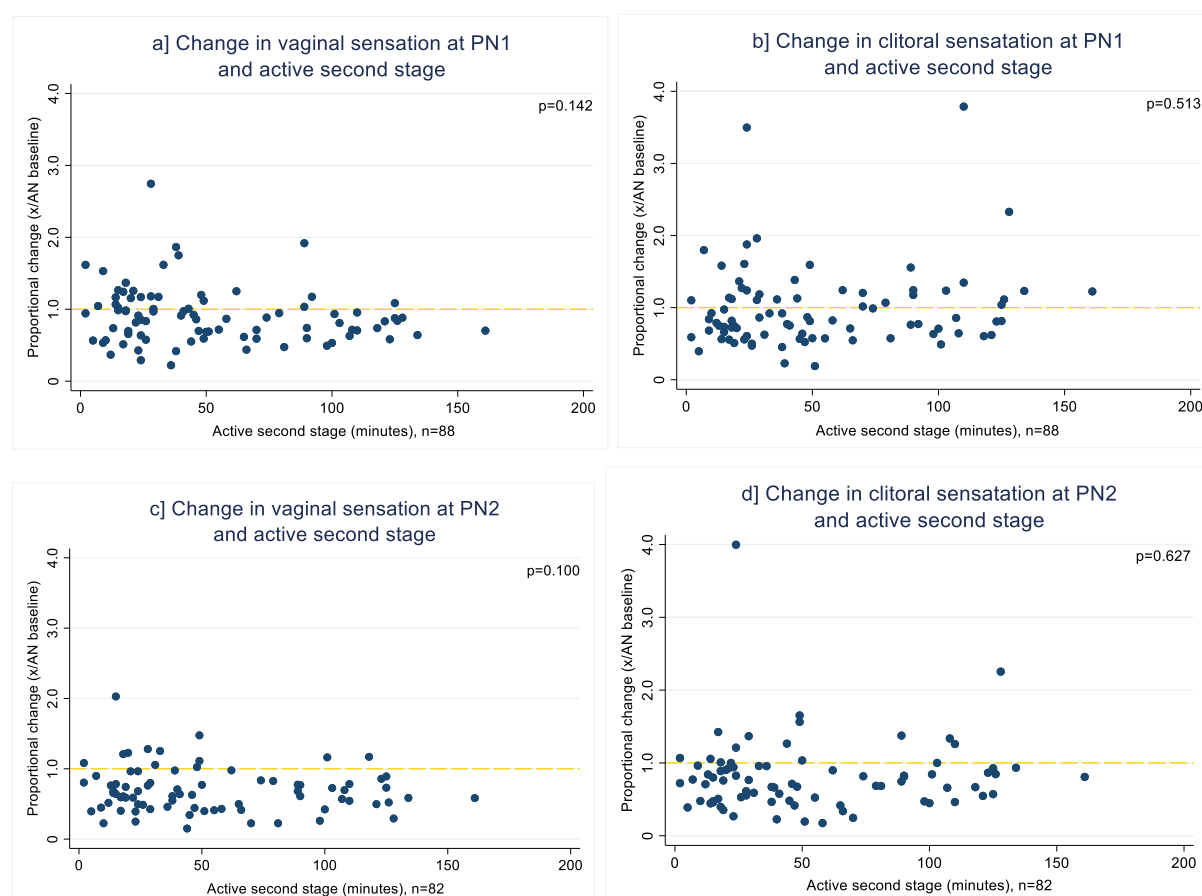 a] Change in vaginal sensation at PN1
and active second stage
p=0.142
Proportional change (x/AN baseline)
4.0
3.0
2.0
1.0
0
0 50 100 150 200
Active second stage (minutes), n=88
b] Change in clitoral sensatation at PN1
and active second stage
p=0.513
Proportional change (x/AN baseline)
4.0
3.0
2.0
1.0
0
0 50 100 150 200
Active second stage (minutes), n=88
c] Change in vaginal sensation at PN2
and active second stage
p=0.100
Proportional change (x/AN baseline)
4.0
3.0
2.0
1.0
0
0 50 100 150 200
Active second stage (minutes), n=82
d] Change in clitoral sensatation at PN2
and active second stage
p=0.627
Proportional change (x/AN baseline)
4.0
3.0
2.0
1.0
0
0 50 100 150 200
Active second stage (minutes), n=82